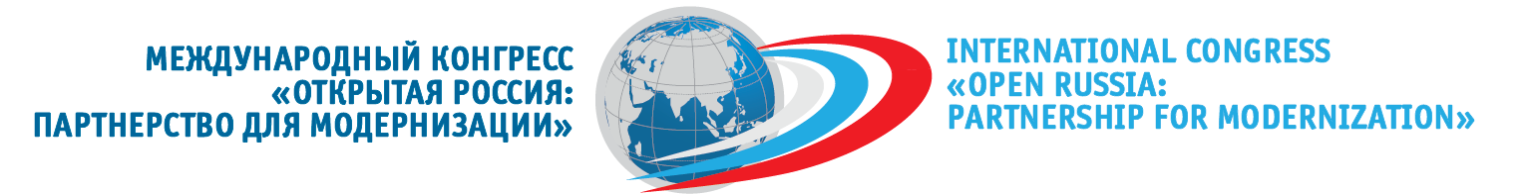 МЕЖДУНАРОДНЫЙ КОНГРЕСС
«ОТКРЫТАЯ РОССИЯ:
ПАРТНЕРСТВО ДЛЯ МОДЕРНИЗАЦИИ»
INTERNATIONAL CONGRESS
«OPEN RUSSIA:
PARTNERSHIP FOR MODERNIZATION»